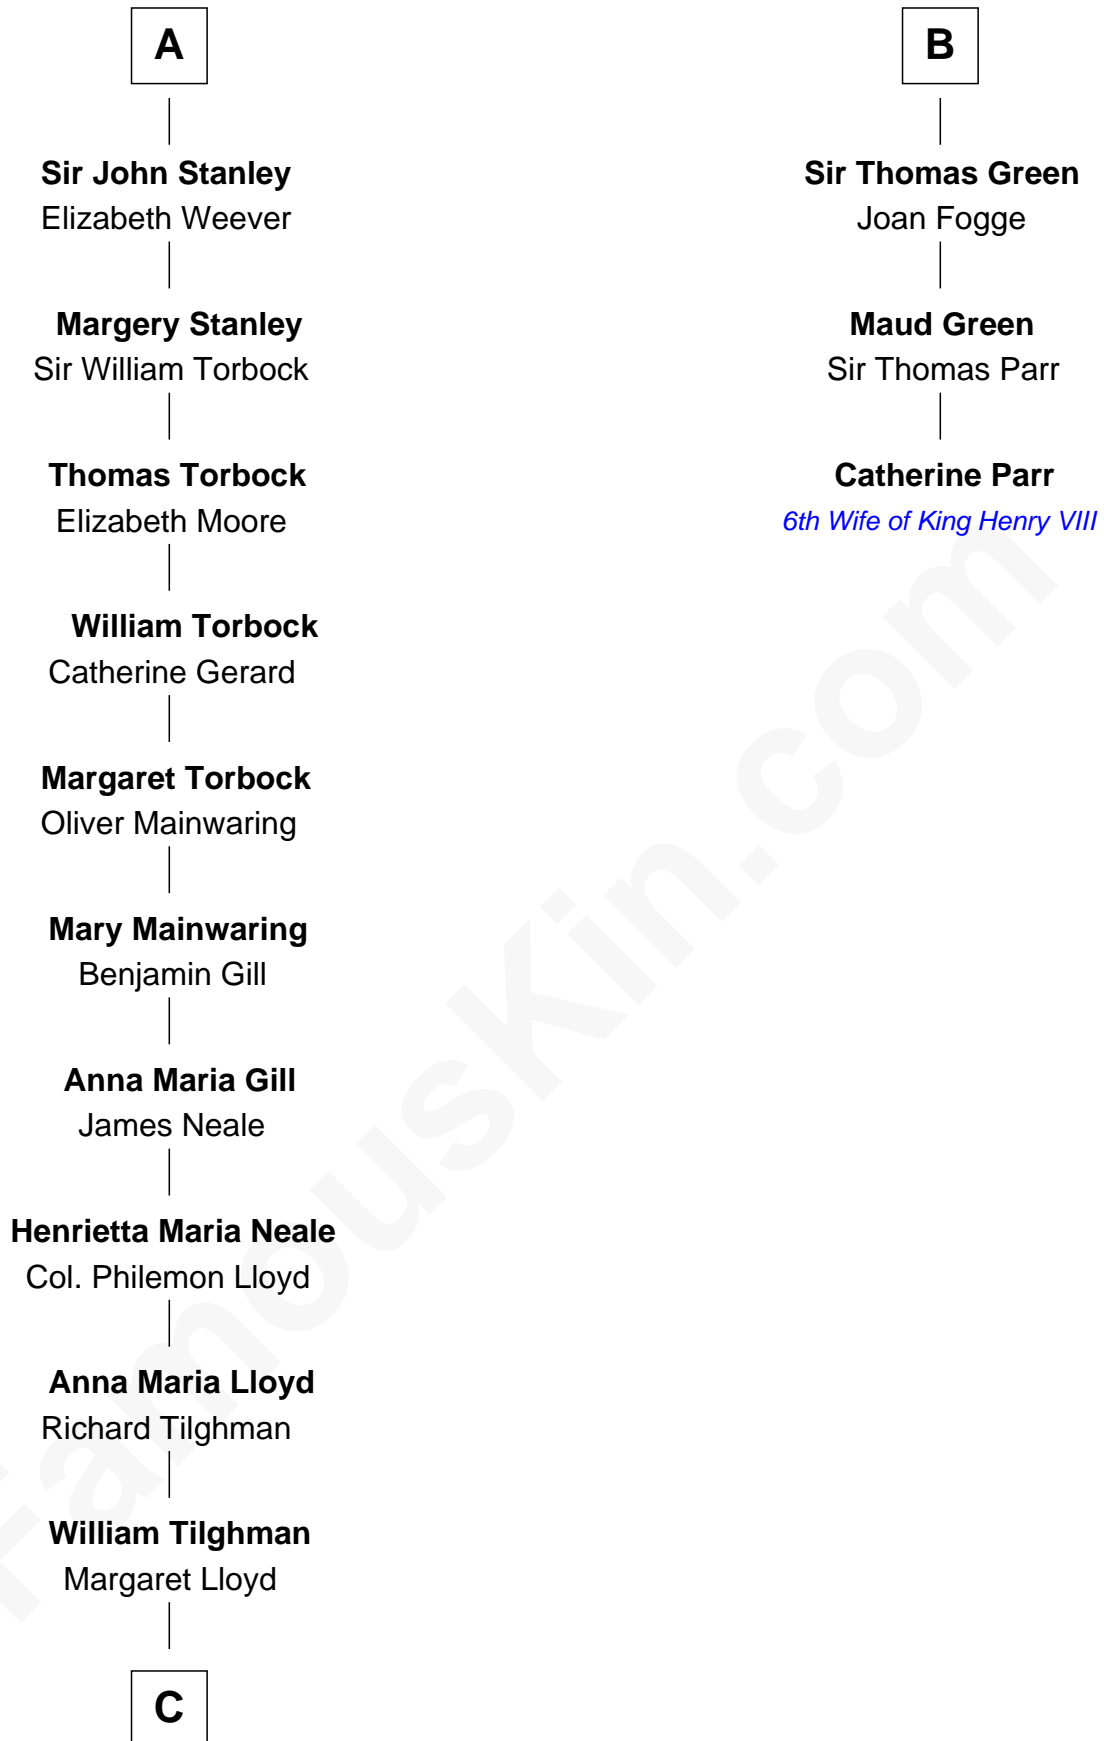 A
Sir John Stanley
Elizabeth Weever
Margery Stanley
Sir William Torbock
Thomas Torbock
Elizabeth Moore
William Torbock
Catherine Gerard
Margaret Torbock
Oliver Mainwaring
Mary Mainwaring
Benjamin Gill
Anna Maria Gill
James Neale
Henrietta Maria Neale
Col. Philemon Lloyd
Anna Maria Lloyd
Richard Tilghman
William Tilghman
Margaret Lloyd
C
B
Sir Thomas Green
Joan Fogge
Maud Green
Sir Thomas Parr
Catherine Parr
6th Wife of King Henry VIII
FamousKin.com